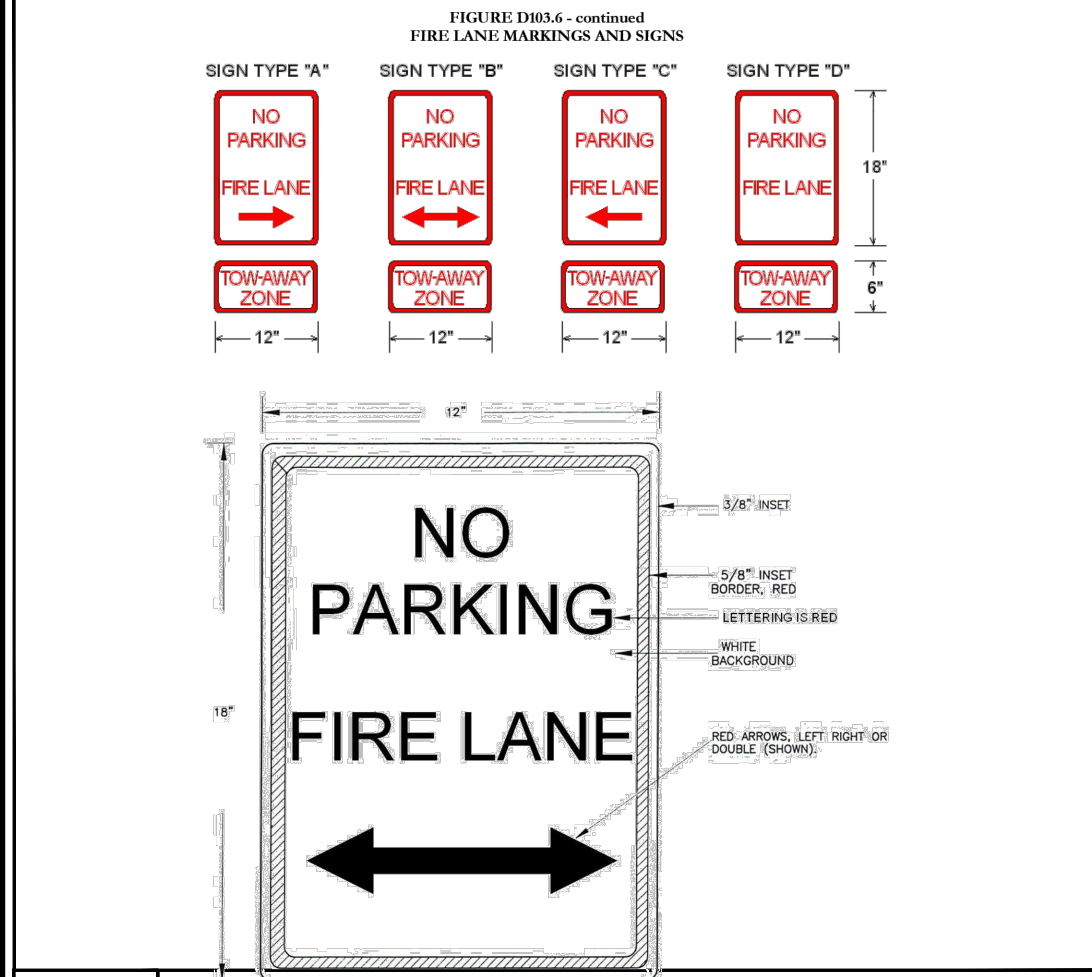 FIGURE D103.6 - continued
FIRE LANE MARKINGS AND SIGNS
SIGN TYPE "A"
SIGN TYPE "B"
SIGN TYPE "C"
SIGN TYPE "D"
NO
PARKING
FIRE LANE
NO
PARKING
FIRE LANE
NO
PARKING
FIRE LANE
NO
PARKING
FIRE LANE
18"
TOW-AWAY
ZONE
TOW-AWAY
ZONE
TOW-AWAY
ZONE
TOW-AWAY
ZONE
6"
12"
12"
12"
12"
12"
18"
NO
PARKING
FIRE LANE
3/8" INSET
5/8" INSET
BORDER, RED
LETTERING IS RED
WHITE
BACKGROUND
RED ARROWS, LEFT RIGHT OR
DOUBLE (SHOWN).